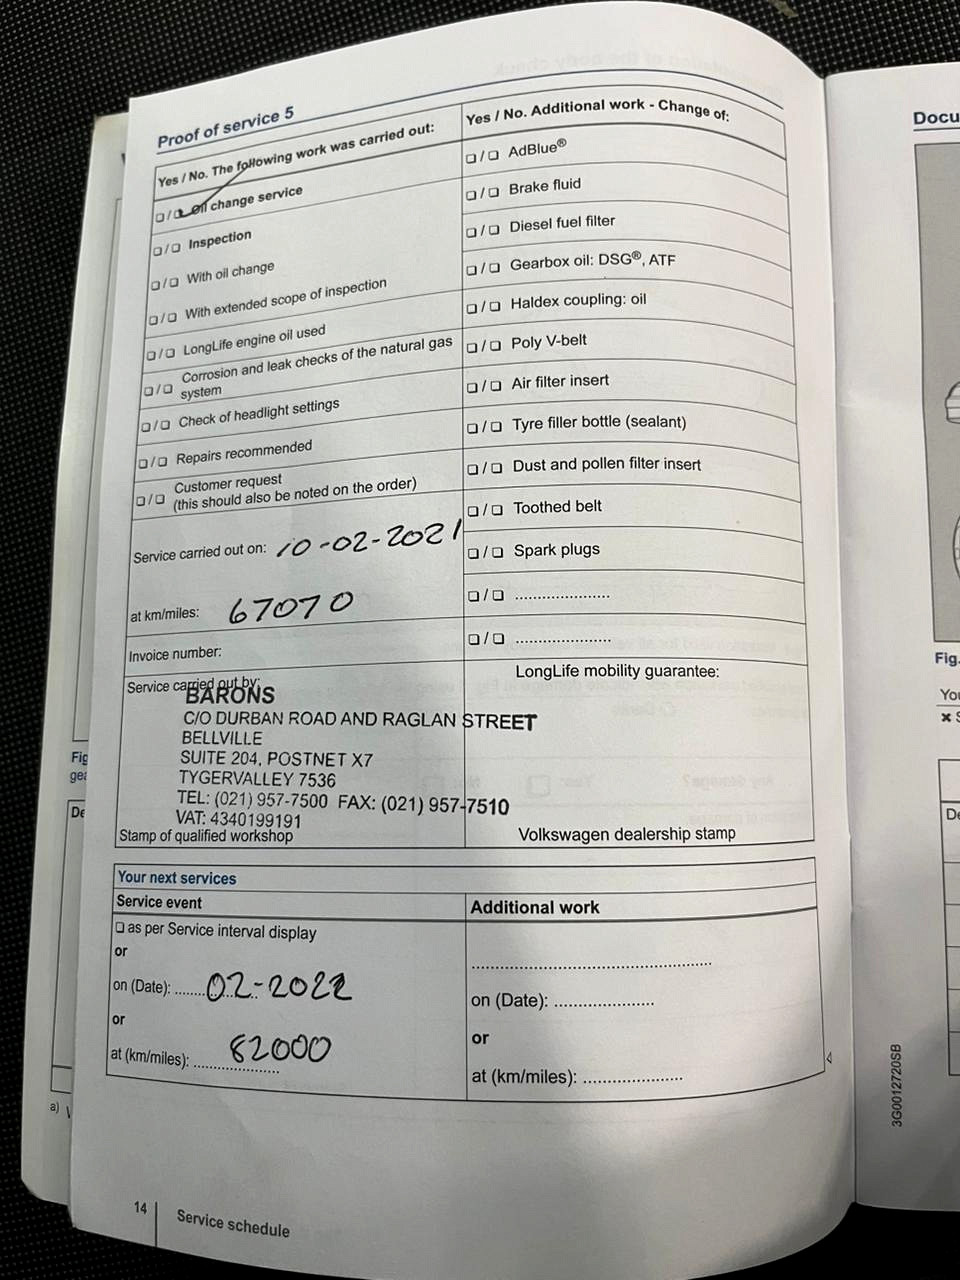 Proof of service 5
Yes / No. The following work was carried out:
❏ / ❏ Oil change service
❏ / ❏ Inspection
❏ / ❏ With oil change
❏ / ❏ With extended scope of inspection
❏ / ❏ LongLife engine oil used
❏ / ❏ Corrosion and leak checks of the natural gas
system
❏ / ❏ Check of headlight settings
❏ / ❏ Repairs recommended
❏ / ❏ Customer request
(this should also be noted on the order)
Service carried out on: 10-02-2021
at km/miles: 67070
Invoice number:
Service carried out by:
BARONS
C/O DURBAN ROAD AND RAGLAN STREET
BELLVILLE
SUITE 204, POSTNET X7
TYGERVALLEY 7536
TEL: (021) 957-7500 FAX: (021) 957-7510
VAT: 4340199191
Stamp of qualified workshop
Yes / No. Additional work - Change of:
❏ / ❏ AdBlue®
❏ / ❏ Brake fluid
❏ / ❏ Diesel fuel filter
❏ / ❏ Gearbox oil: DSG®, ATF
❏ / ❏ Haldex coupling: oil
❏ / ❏ Poly V-belt
❏ / ❏ Air filter insert
❏ / ❏ Tyre filler bottle (sealant)
❏ / ❏ Dust and pollen filter insert
❏ / ❏ Toothed belt
❏ / ❏ Spark plugs
❏ / ❏ .....................
❏ / ❏ .....................
LongLife mobility guarantee:
Volkswagen dealership stamp
Your next services
Service event
❏ as per Service interval display
or
on (Date): 02-2022
or
at (km/miles): 82000
Additional work
.....................................................
on (Date): ......................
or
at (km/miles): ......................
14
Service schedule
Fig
gea
De
a)
Docu
Fig.
You
× S
De
3G0012720SB